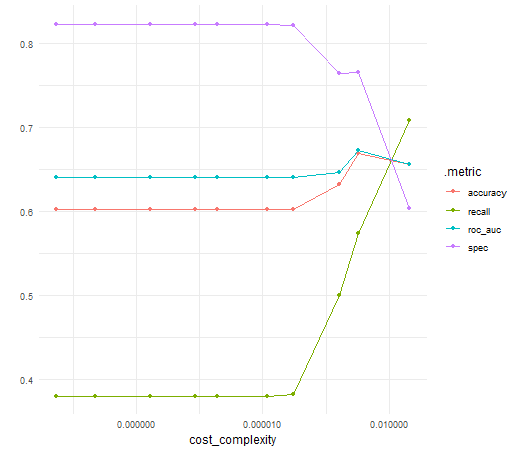 0.8
0.7
0.6
0.5
0.4
0.000000
0.000010
0.010000
cost_complexity
.metric
accuracy
recall
roc_auc
spec